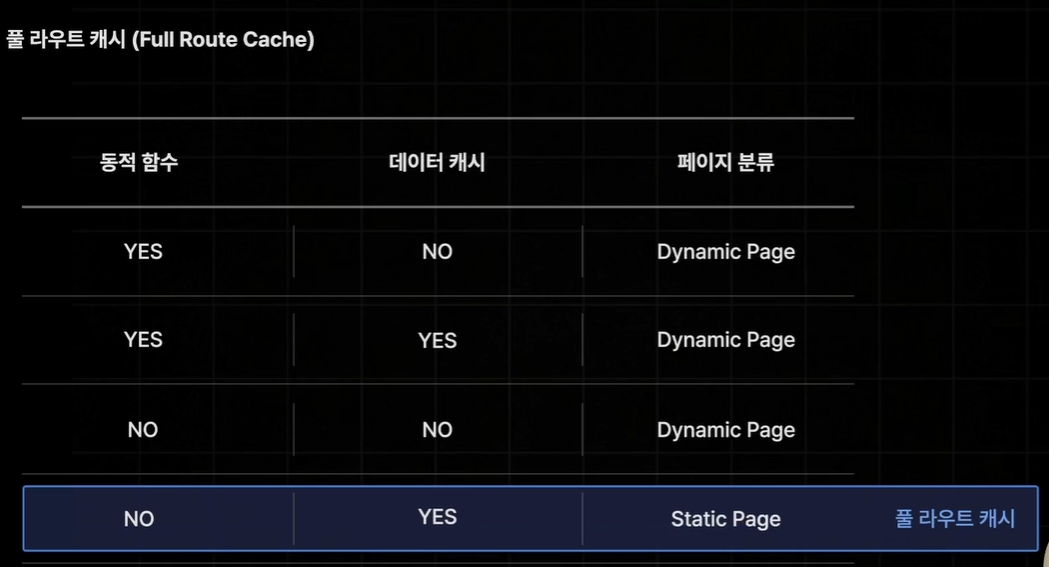 풀 라우트 캐시 (Full Route Cache)
동적 함수 데이터 캐시 페이지 분류
YES NO Dynamic Page
YES YES Dynamic Page
NO NO Dynamic Page
NO YES Static Page 풀 라우트 캐시